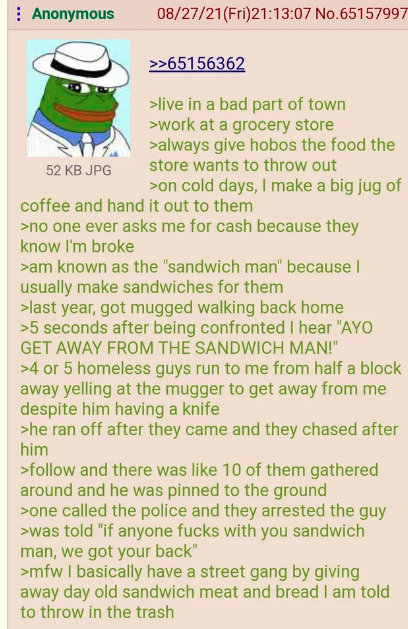 Anonymous 08/27/21(Fri)21:13:07 No.65157997
>>65156362
52 KB JPG
>live in a bad part of town
>work at a grocery store
>always give hobos the food the
store wants to throw out
>on cold days, I make a big jug of
coffee and hand it out to them
>no one ever asks me for cash because they
know I'm broke
>am known as the "sandwich man" because I
usually make sandwiches for them
>last year, got mugged walking back home
>5 seconds after being confronted I hear "AYO
GET AWAY FROM THE SANDWICH MAN!"
>4 or 5 homeless guys run to me from half a block
away yelling at the mugger to get away from me
despite him having a knife
>he ran off after they came and they chased after
him
>follow and there was like 10 of them gathered
around and he was pinned to the ground
>one called the police and they arrested the guy
>was told "if anyone fucks with you sandwich
man, we got your back"
>mfw I basically have a street gang by giving
away day old sandwich meat and bread I am told
to throw in the trash